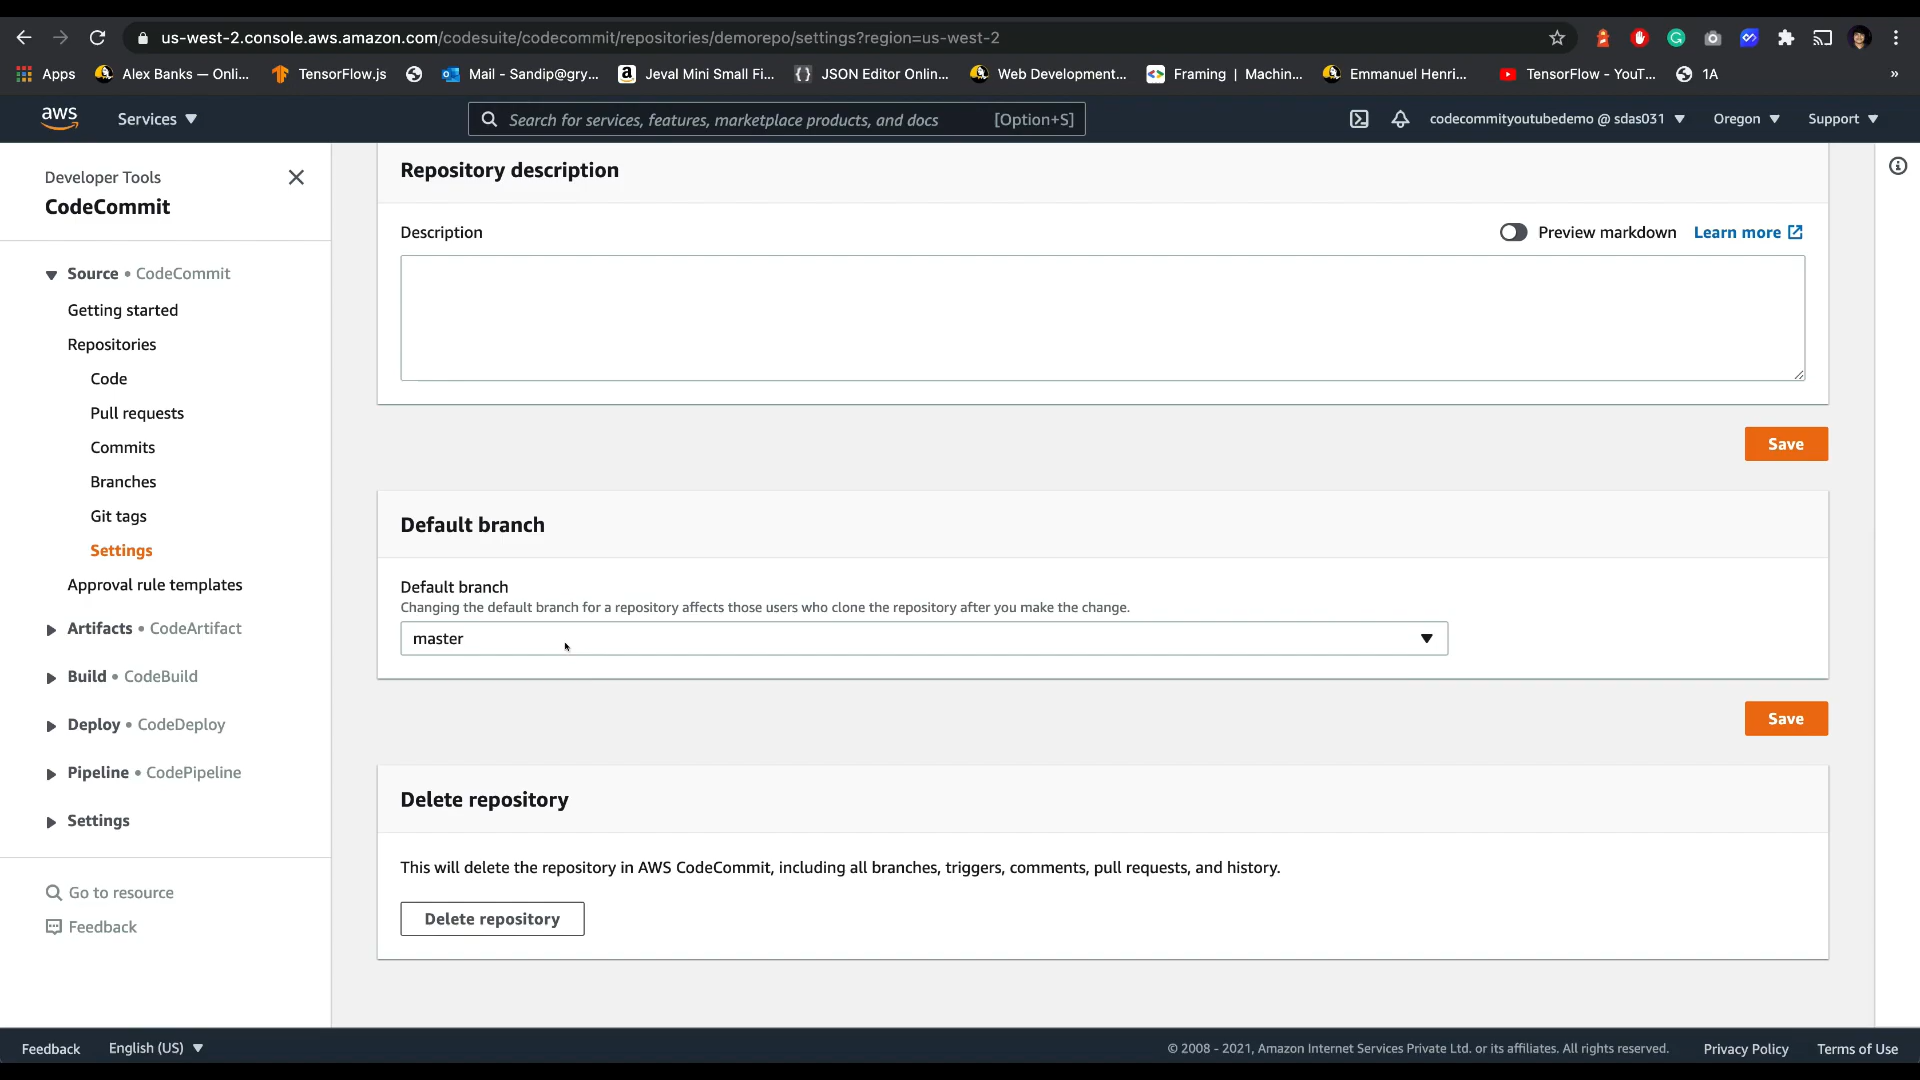 us-west-2.console.aws.amazon.com/codesuite/codecommit/repositories/demorepo/settings?region=us-west-2
Apps
Alex Banks — Onli...
TensorFlow.js
Mail - Sandip@gry...
Jeval Mini Small Fi...
JSON Editor Onlin...
Web Development...
Framing | Machin...
Emmanuel Henri...
TensorFlow - YouT...
1A
»
aws
Services
Search for services, features, marketplace products, and docs
[Option+S]
codecommityoutubedemo @ sdas031
Oregon
Support
Developer Tools
CodeCommit
Source • CodeCommit
Getting started
Repositories
Code
Pull requests
Commits
Branches
Git tags
Settings
Approval rule templates
Artifacts • CodeArtifact
Build • CodeBuild
Deploy • CodeDeploy
Pipeline • CodePipeline
Settings
Go to resource
Feedback
Repository description
Description
Preview markdown
Learn more
Save
Default branch
Default branch
Changing the default branch for a repository affects those users who clone the repository after you make the change.
master
Save
Delete repository
This will delete the repository in AWS CodeCommit, including all branches, triggers, comments, pull requests, and history.
Delete repository
Feedback
English (US)
© 2008 - 2021, Amazon Internet Services Private Ltd. or its affiliates. All rights reserved.
Privacy Policy
Terms of Use